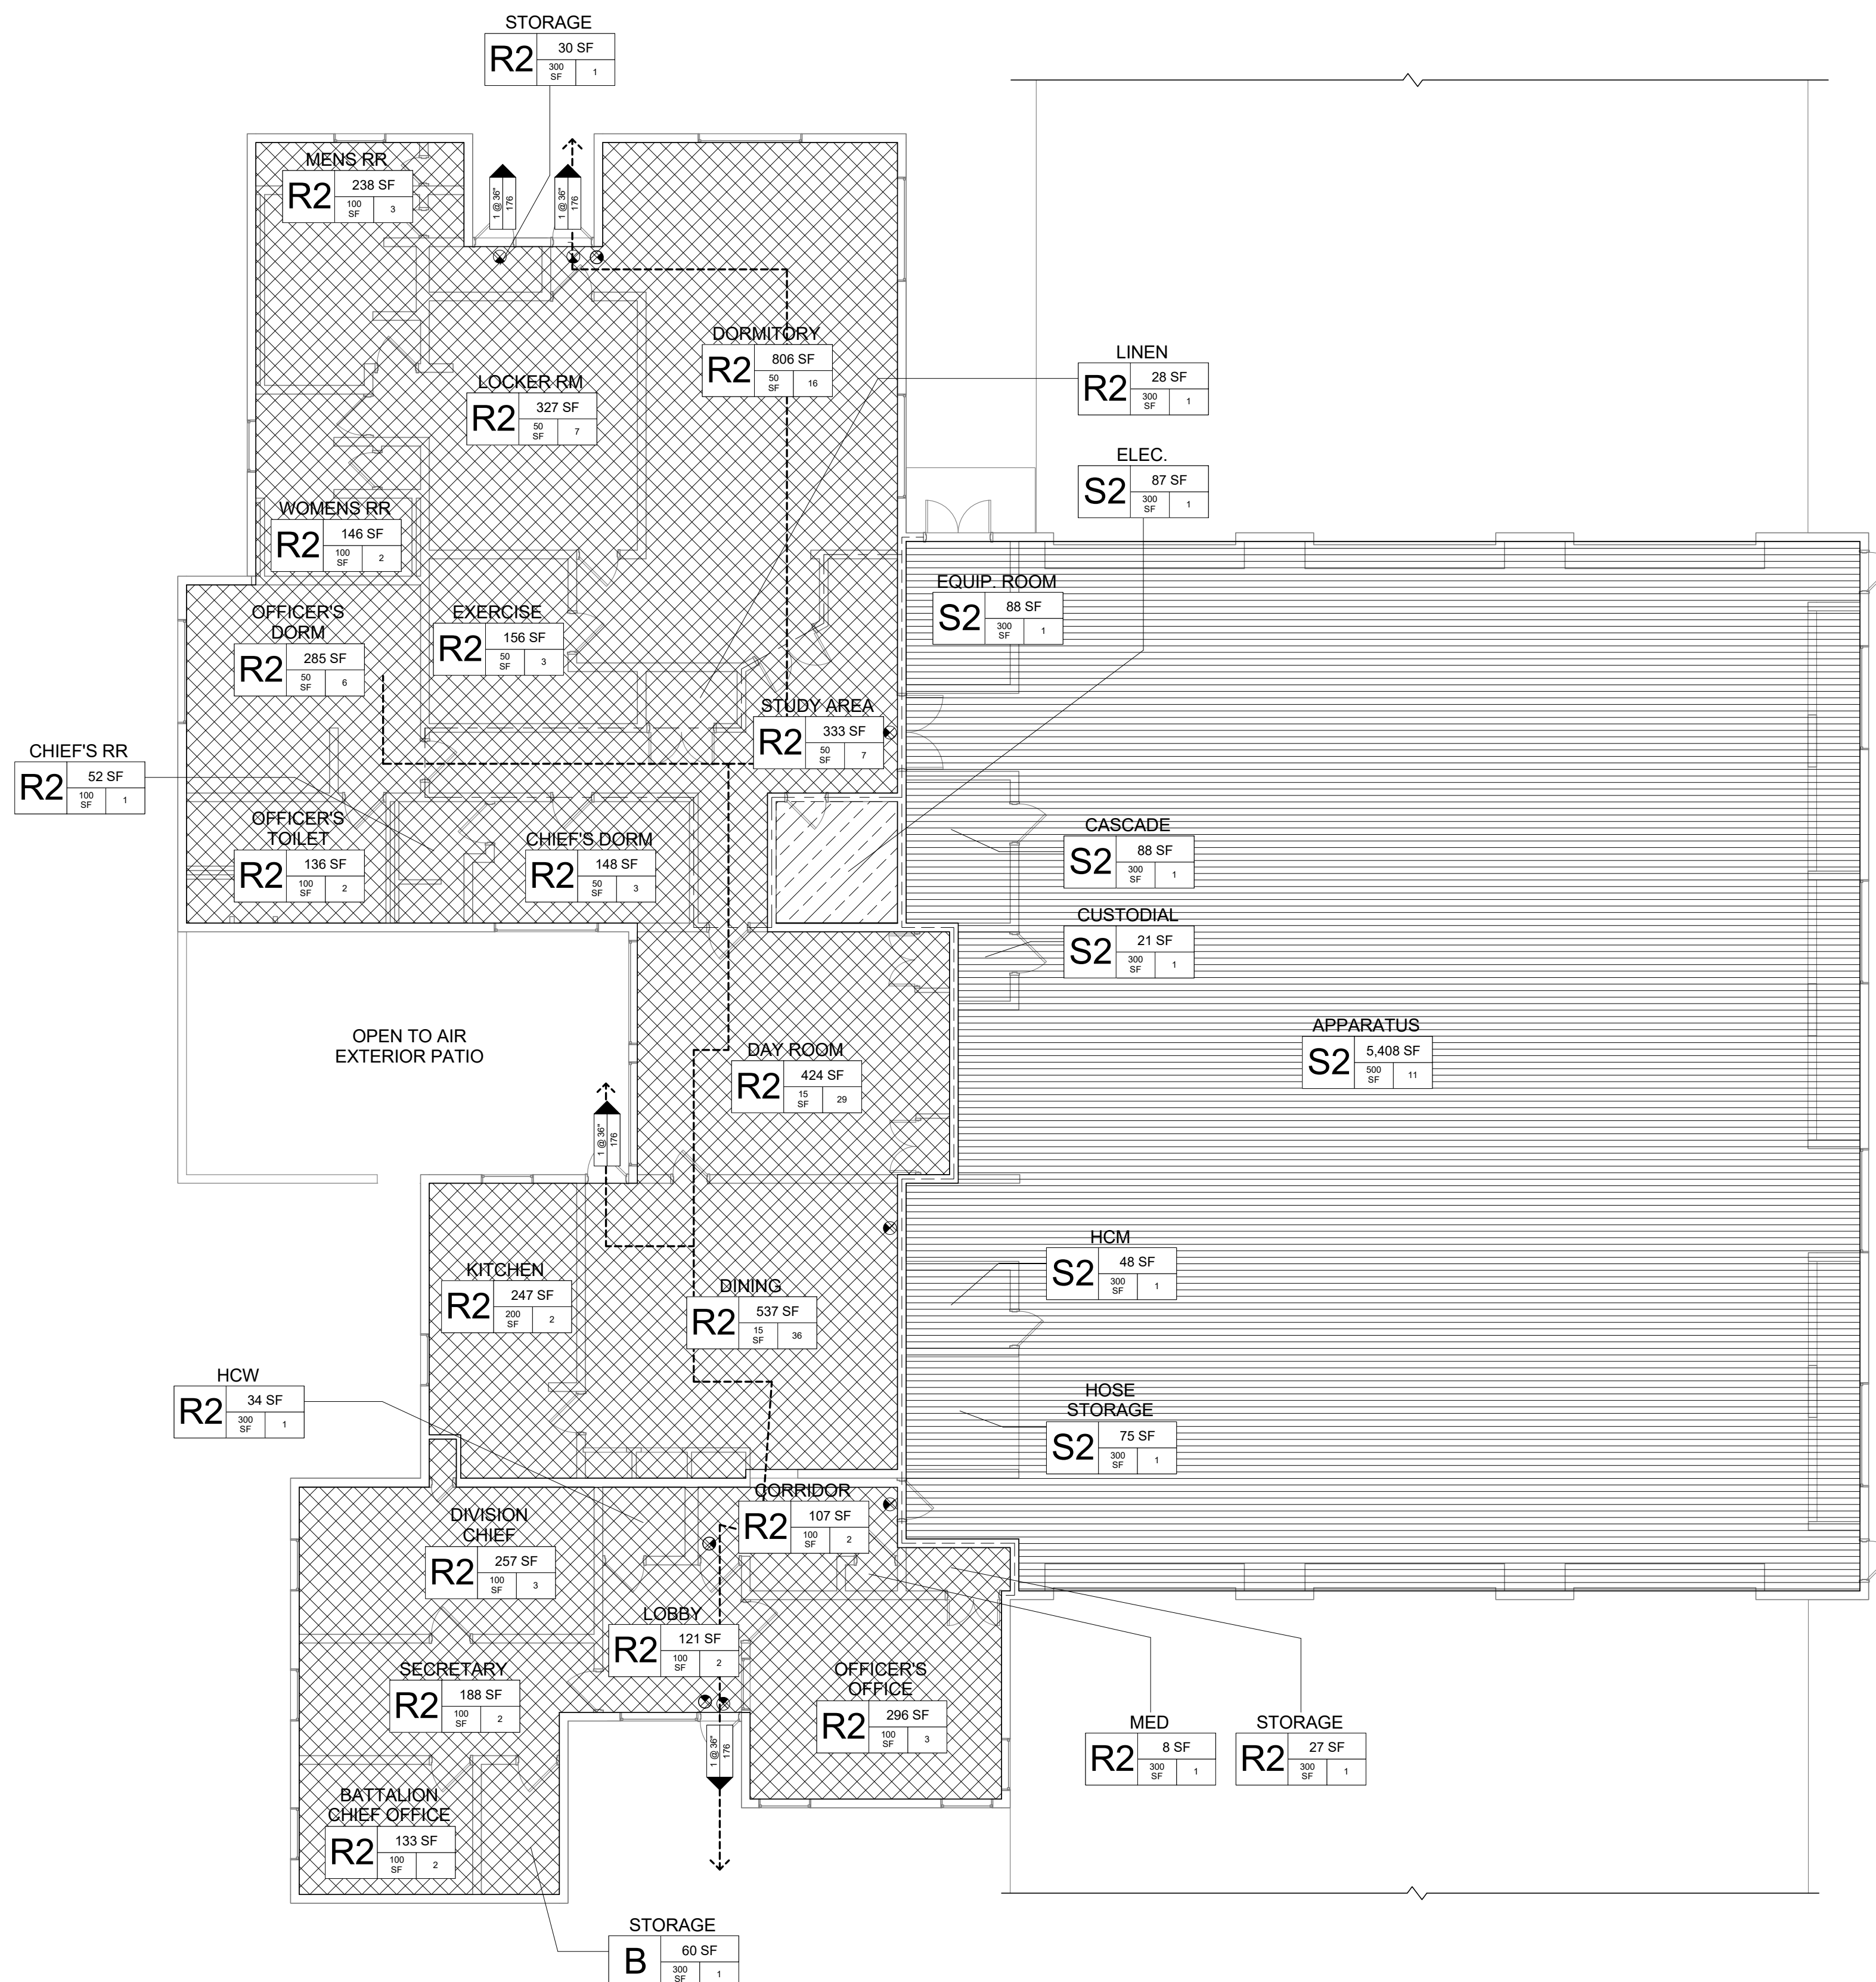 STORAGE
R2
30 SF
300
SF
1
MENS RR
R2
238 SF
100
SF
3
1 @ 36"
176
1 @ 36"
176
DORMITORY
R2
806 SF
50
SF
16
LOCKER RM
R2
327 SF
50
SF
7
LINEN
R2
28 SF
300
SF
1
ELEC.
S2
87 SF
300
SF
1
WOMENS RR
R2
146 SF
100
SF
2
EQUIP. ROOM
S2
88 SF
300
SF
1
OFFICER'S
DORM
R2
285 SF
50
SF
6
EXERCISE
R2
156 SF
50
SF
3
STUDY AREA
R2
333 SF
50
SF
7
CHIEF'S RR
R2
52 SF
100
SF
1
OFFICER'S
TOILET
R2
136 SF
100
SF
2
CHIEF'S DORM
R2
148 SF
50
SF
3
CASCADE
S2
88 SF
300
SF
1
CUSTODIAL
S2
21 SF
300
SF
1
OPEN TO AIR
EXTERIOR PATIO
DAY ROOM
R2
424 SF
15
SF
29
APPARATUS
S2
5,408 SF
500
SF
11
1 @ 36"
176
KITCHEN
R2
247 SF
200
SF
2
DINING
R2
537 SF
15
SF
36
HCM
S2
48 SF
300
SF
1
HCW
R2
34 SF
300
SF
1
HOSE
STORAGE
S2
75 SF
300
SF
1
CORRIDOR
R2
107 SF
100
SF
2
DIVISION
CHIEF
R2
257 SF
100
SF
3
LOBBY
R2
121 SF
100
SF
2
SECRETARY
R2
188 SF
100
SF
2
OFFICER'S
OFFICE
R2
296 SF
100
SF
3
1 @ 36"
176
MED
R2
8 SF
300
SF
1
STORAGE
R2
27 SF
300
SF
1
BATTALION
CHIEF OFFICE
R2
133 SF
100
SF
2
STORAGE
B
60 SF
300
SF
1